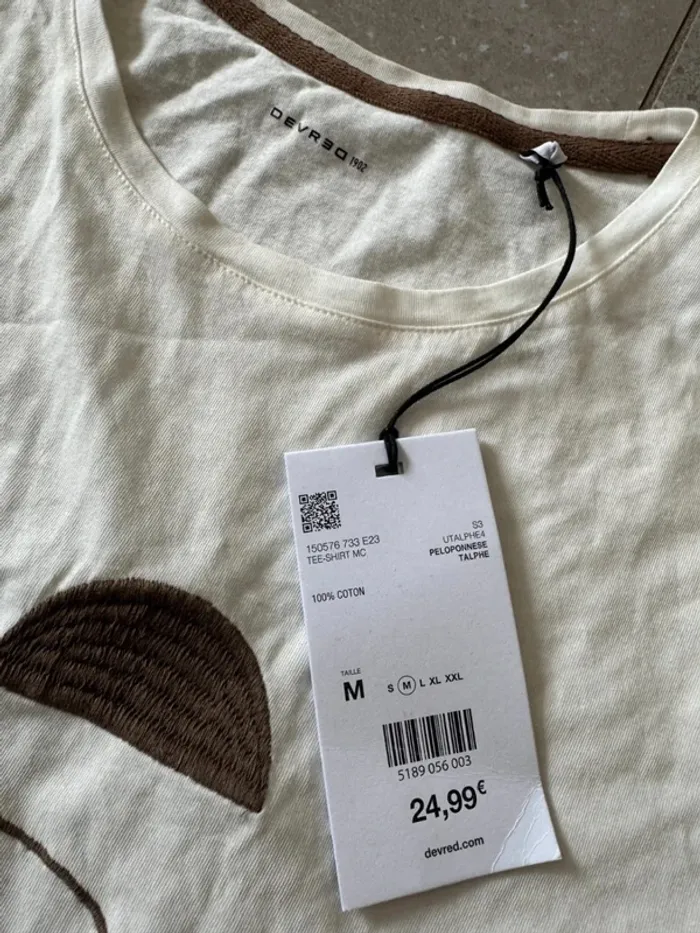 DEVRED 1902
150576 733 E23
TEE-SHIRT MC
S3
UTALPHE4
PELOPONNESE
TALPHE
100% COTON
TAILLE
M
S M L XL XXL
5189 056 003
24,99€
devred.com